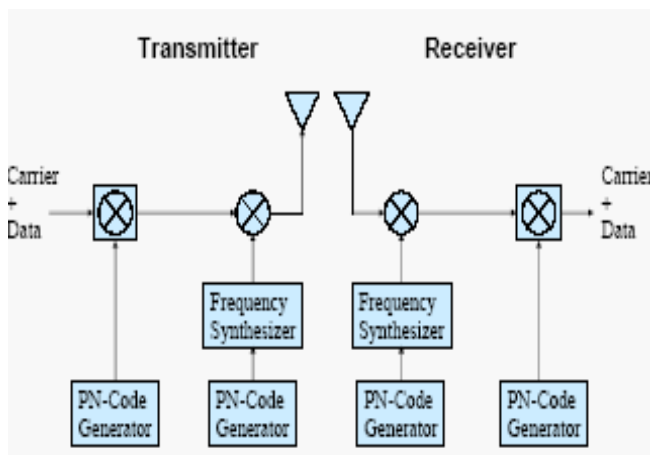 Transmitter
Receiver
Carrier
+
Data
Carrier
+
Data
Frequency
Synthesizer
Frequency
Synthesizer
PN-Code
Generator
PN-Code
Generator
PN-Code
Generator
PN-Code
Generator